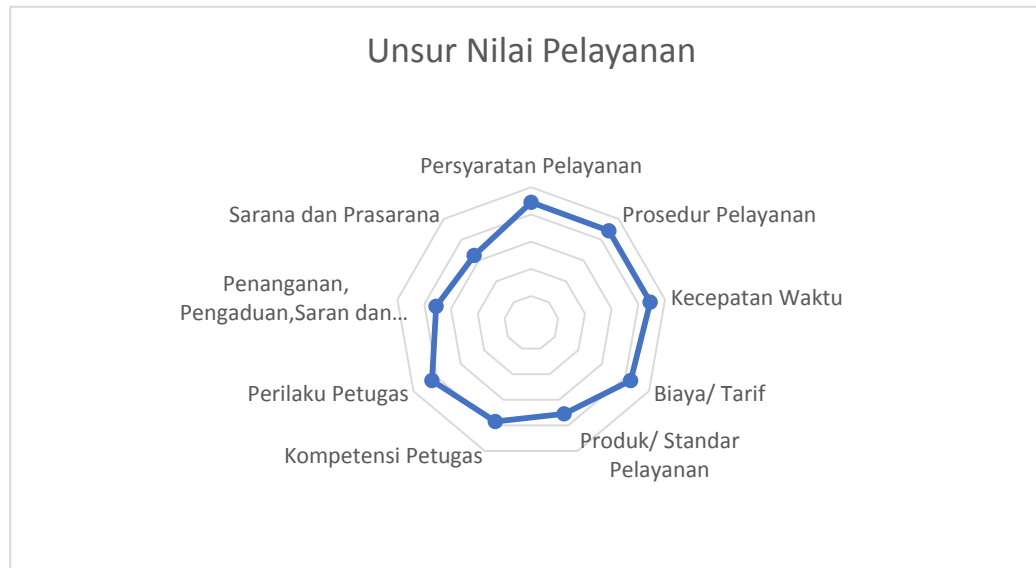 Unsur Nilai Pelayanan
Persyaratan Pelayanan
Prosedur Pelayanan
Kecepatan Waktu
Biaya/ Tarif
Produk/ Standar
Pelayanan
Kompetensi Petugas
Perilaku Petugas
Penanganan,
Pengaduan,Saran dan...
Sarana dan Prasarana